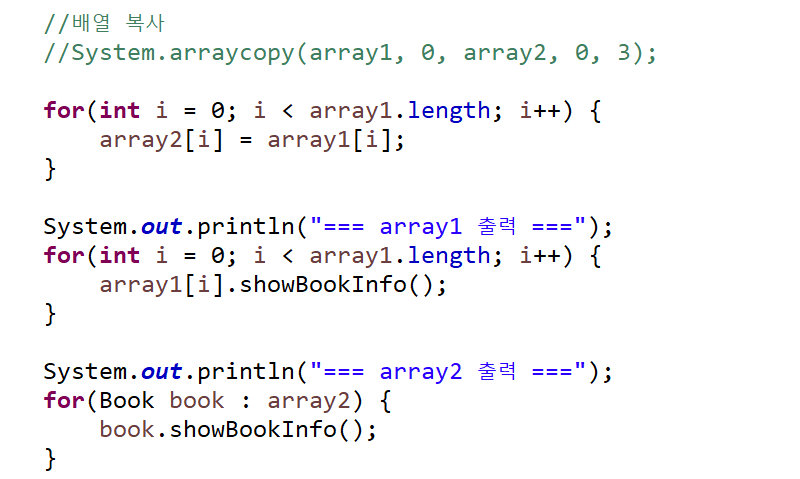 //배열 복사
//System.arraycopy(array1, 0, array2, 0, 3);
for(int i = 0; i < array1.length; i++) {
    array2[i] = array1[i];
}
System.out.println("=== array1 출력 ===");
for(int i = 0; i < array1.length; i++) {
    array1[i].showBookInfo();
}
System.out.println("=== array2 출력 ===");
for(Book book : array2) {
    book.showBookInfo();
}